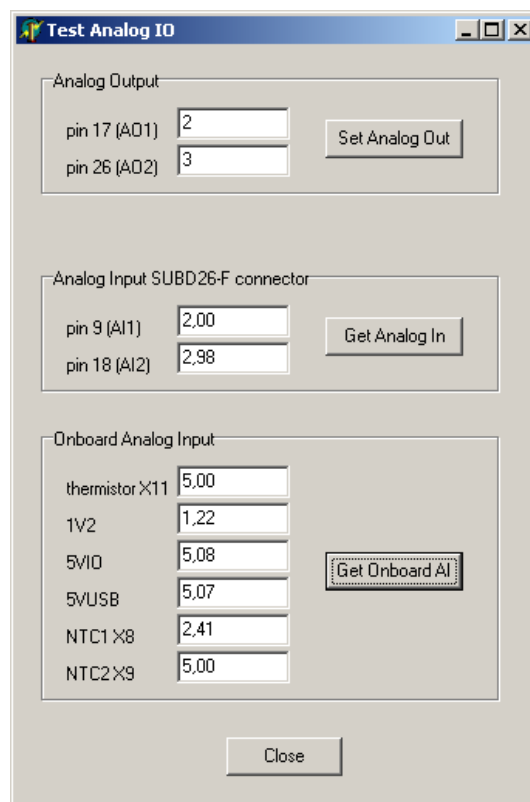 Test Analog IO
Analog Output
pin 17 (AO1) 2
pin 26 (AO2) 3
Set Analog Out
Analog Input SUBD26-F connector
pin 9 (AI1) 2,00
pin 18 (AI2) 2,98
Get Analog In
Onboard Analog Input
thermistor X11 5,00
1V2 1,22
5VIO 5,08
5VUSB 5,07
NTC1 X8 2,41
NTC2 X9 5,00
Get Onboard AI
Close